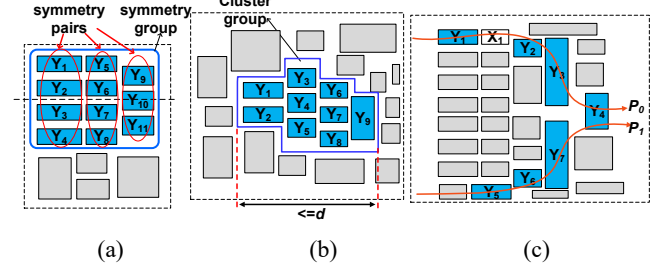 symmetry pairs
symmetry group
Y1
Y2
Y3
Y4
Y5
Y6
Y7
Y8
Y9
Y10
Y11
(a)
Cluster group
Y1
Y2
Y3
Y4
Y5
Y6
Y7
Y8
Y9
<=d
(b)
Y1
X1
Y2
Y3
Y4
P0
P1
Y7
Y5
(c)